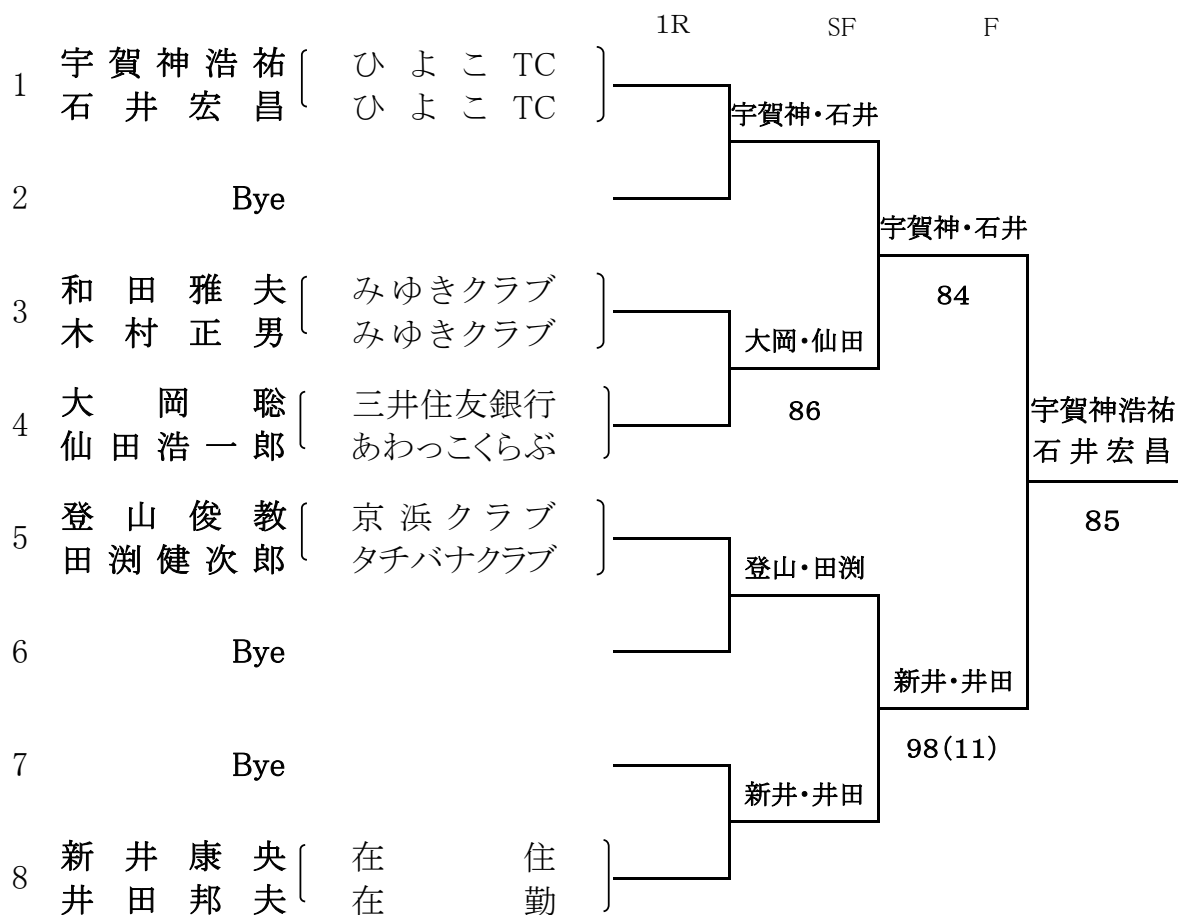 1R SF F
1 宇賀神浩祐 ひよこTC
石井宏昌 ひよこTC
宇賀神・石井
2 Bye
宇賀神・石井
84
3 和田雅夫 みゆきクラブ
木村正男 みゆきクラブ
大岡・仙田
86
4 大岡聡 三井住友銀行
仙田浩一郎 あわっこくらぶ
宇賀神浩祐
石井宏昌
85
5 登山俊教 京浜クラブ
田渕健次郎 タチバナクラブ
登山・田渕
6 Bye
新井・井田
98(11)
7 Bye
新井・井田
8 新井康央 在住
井田邦夫 在勤